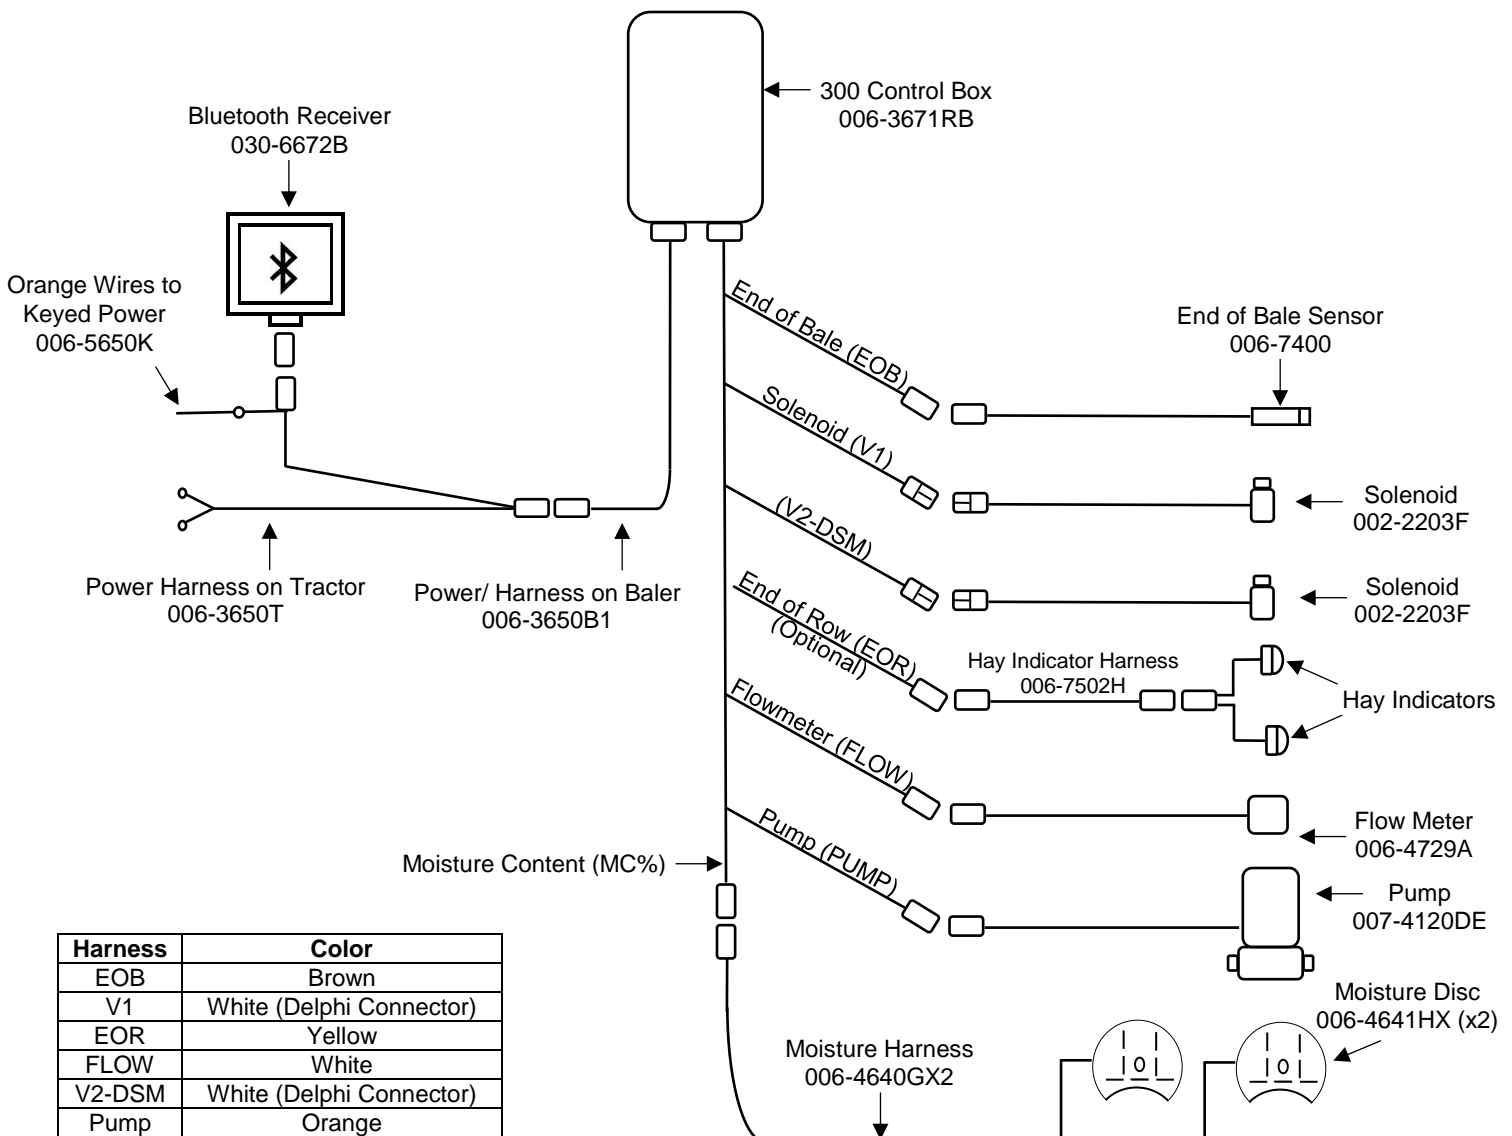 300 Control Box
006-3671RB
Bluetooth Receiver
030-6672B
Orange Wires to
Keyed Power
006-5650K
End of Bale (EOB)
End of Bale Sensor
006-7400
Solenoid (V1)
Solenoid
002-2203F
(V2-DSM)
Solenoid
002-2203F
Power Harness on Tractor
006-3650T
Power/ Harness on Baler
006-3650B1
End of Row (EOR)
(Optional)
Hay Indicator Harness
006-7502H
Hay Indicators
Flowmeter (FLOW)
Flow Meter
006-4729A
Pump (PUMP)
Pump
007-4120DE
Moisture Content (MC%)
Moisture Disc
006-4641HX (x2)
Moisture Harness
006-4640GX2
Harness Color
EOB Brown
V1 White (Delphi Connector)
EOR Yellow
FLOW White
V2-DSM White (Delphi Connector)
Pump Orange